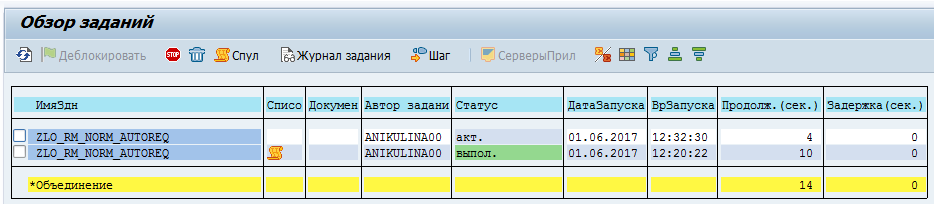 Обзор заданий
Деблокировать STOP Спул Журнал задания Шаг СерверыПрил
ИмяЗдн Списо Докумен Автор задани Статус ДатаЗапуска ВрЗапуска Продолж.(сек.) Задержка(сек.)
ZLO_RM_NORM_AUTOREQ ANIKULINA00 акт. 01.06.2017 12:32:30 4 0
ZLO_RM_NORM_AUTOREQ ANIKULINA00 выпол. 01.06.2017 12:20:22 10 0
*Объединение 14 0